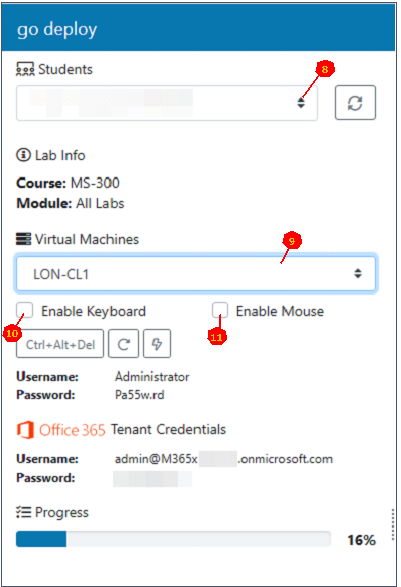 go deploy
Students
8
Lab Info
Course: MS-300
Module: All Labs
Virtual Machines
9
LON-CL1
Enable Keyboard Enable Mouse
10 11
Ctrl+Alt+Del
Username: Administrator
Password: Pa55w.rd
Office 365 Tenant Credentials
Username: admin@M365x .onmicrosoft.com
Password:
Progress
16%